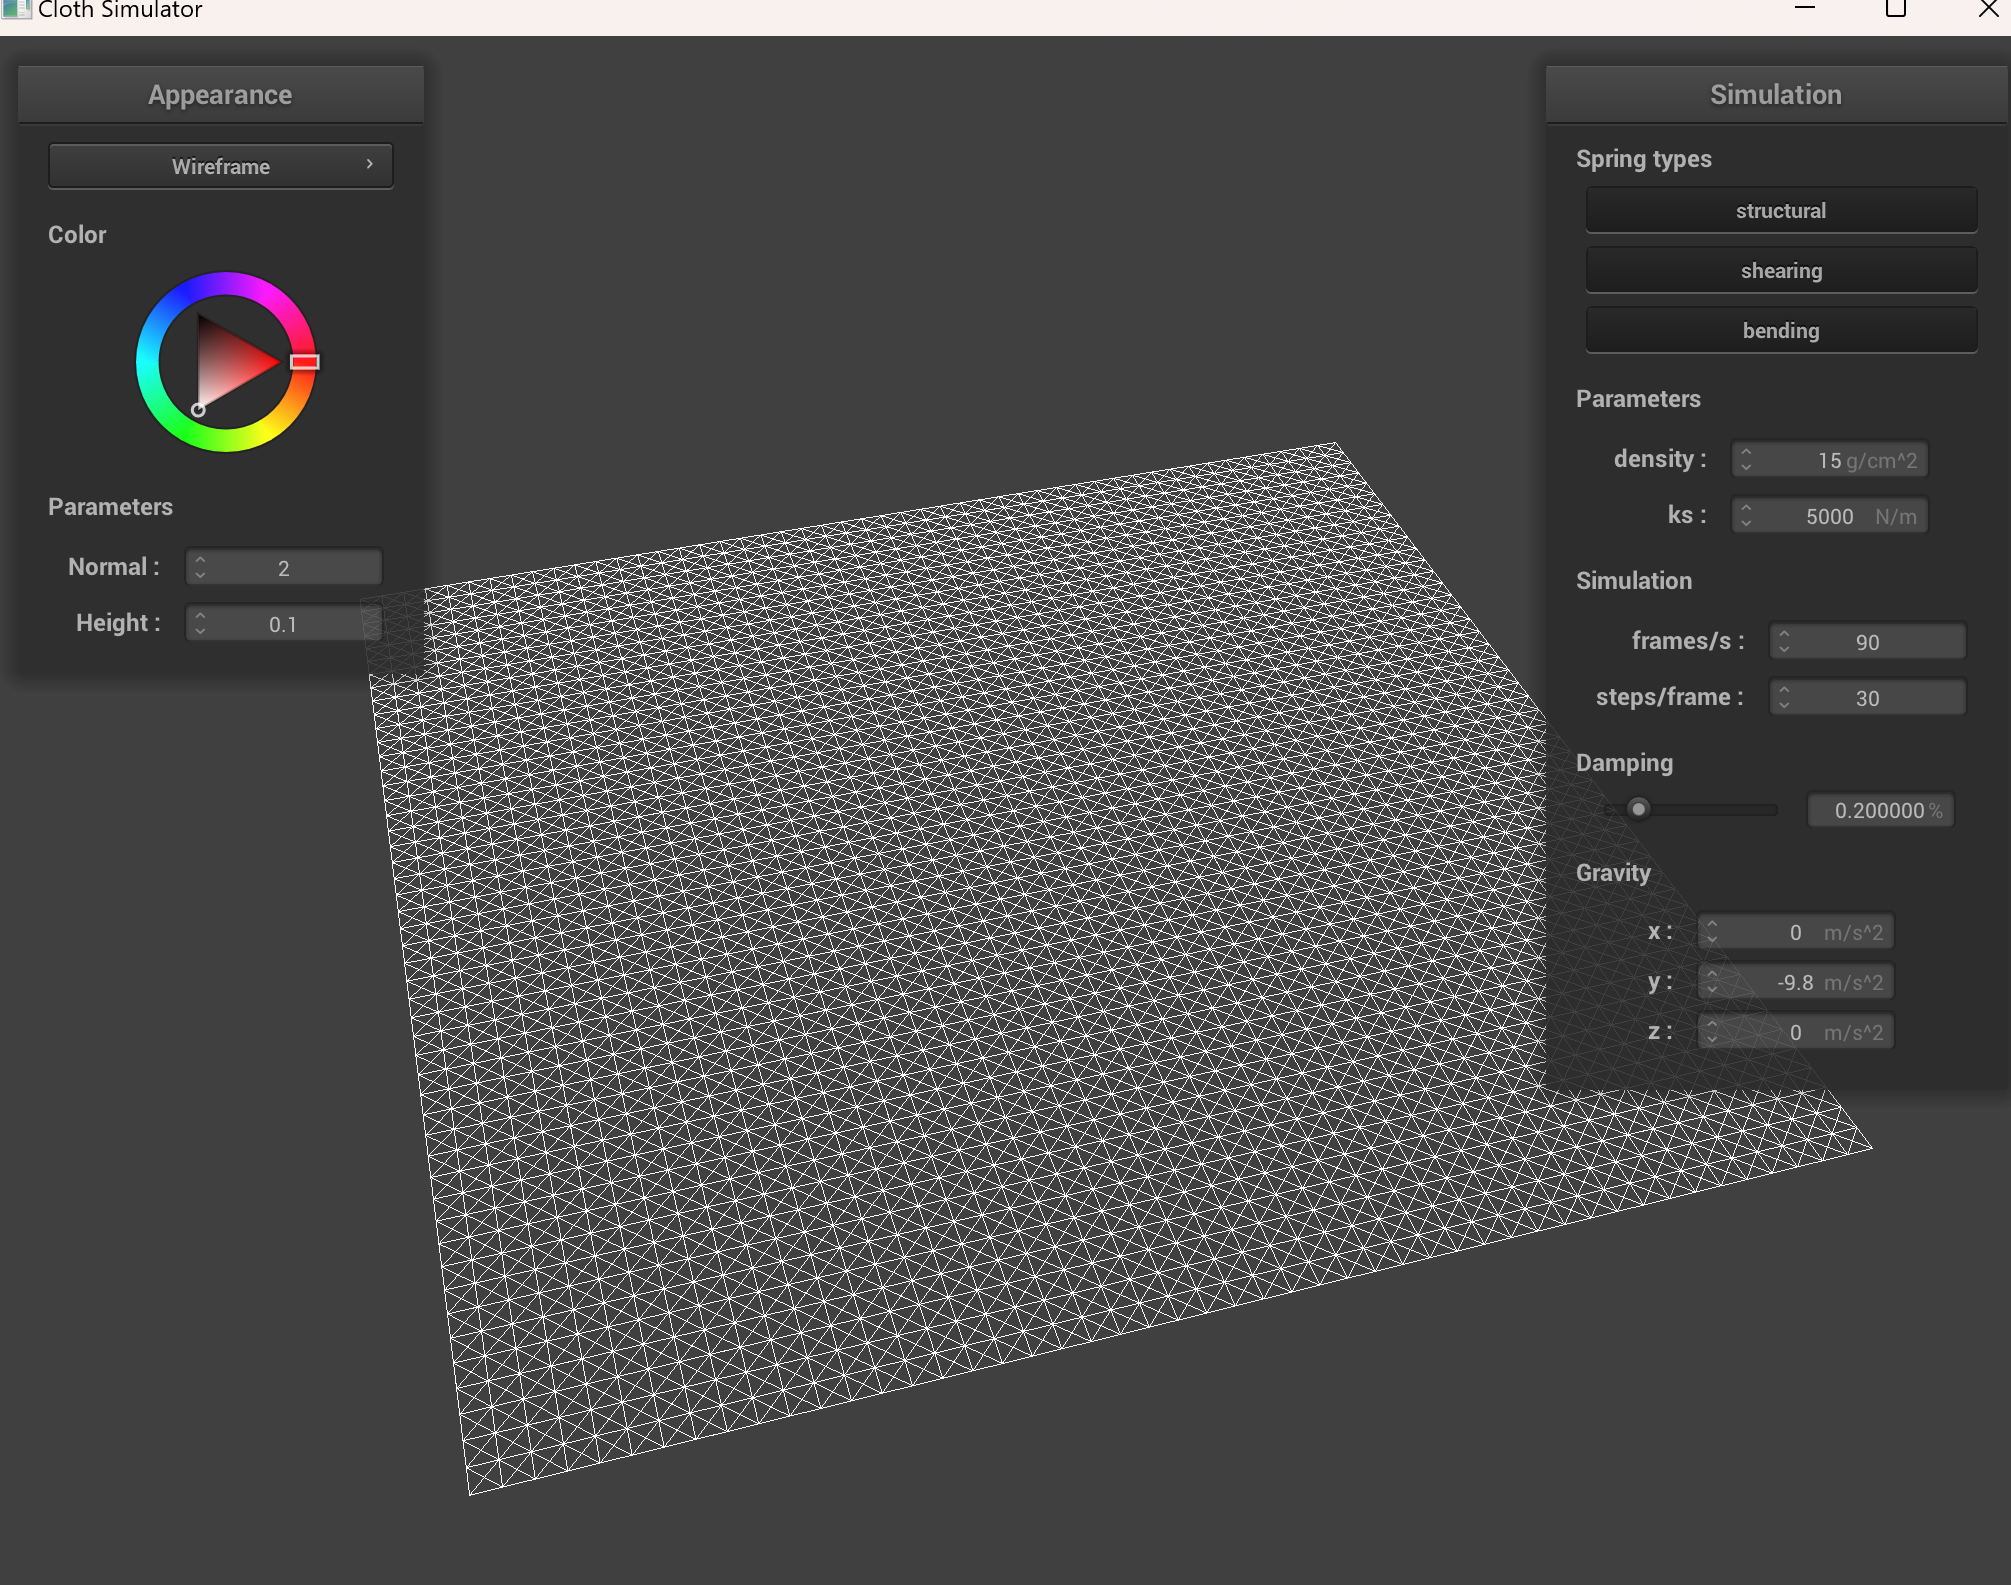 Cloth Simulator
Appearance
Wireframe
Color
Parameters
Normal : 2
Height : 0.1
Simulation
Spring types
structural
shearing
bending
Parameters
density : 15 g/cm^2
ks : 5000 N/m
Simulation
frames/s : 90
steps/frame : 30
Damping
0.200000 %
Gravity
x : 0 m/s^2
y : -9.8 m/s^2
z : 0 m/s^2